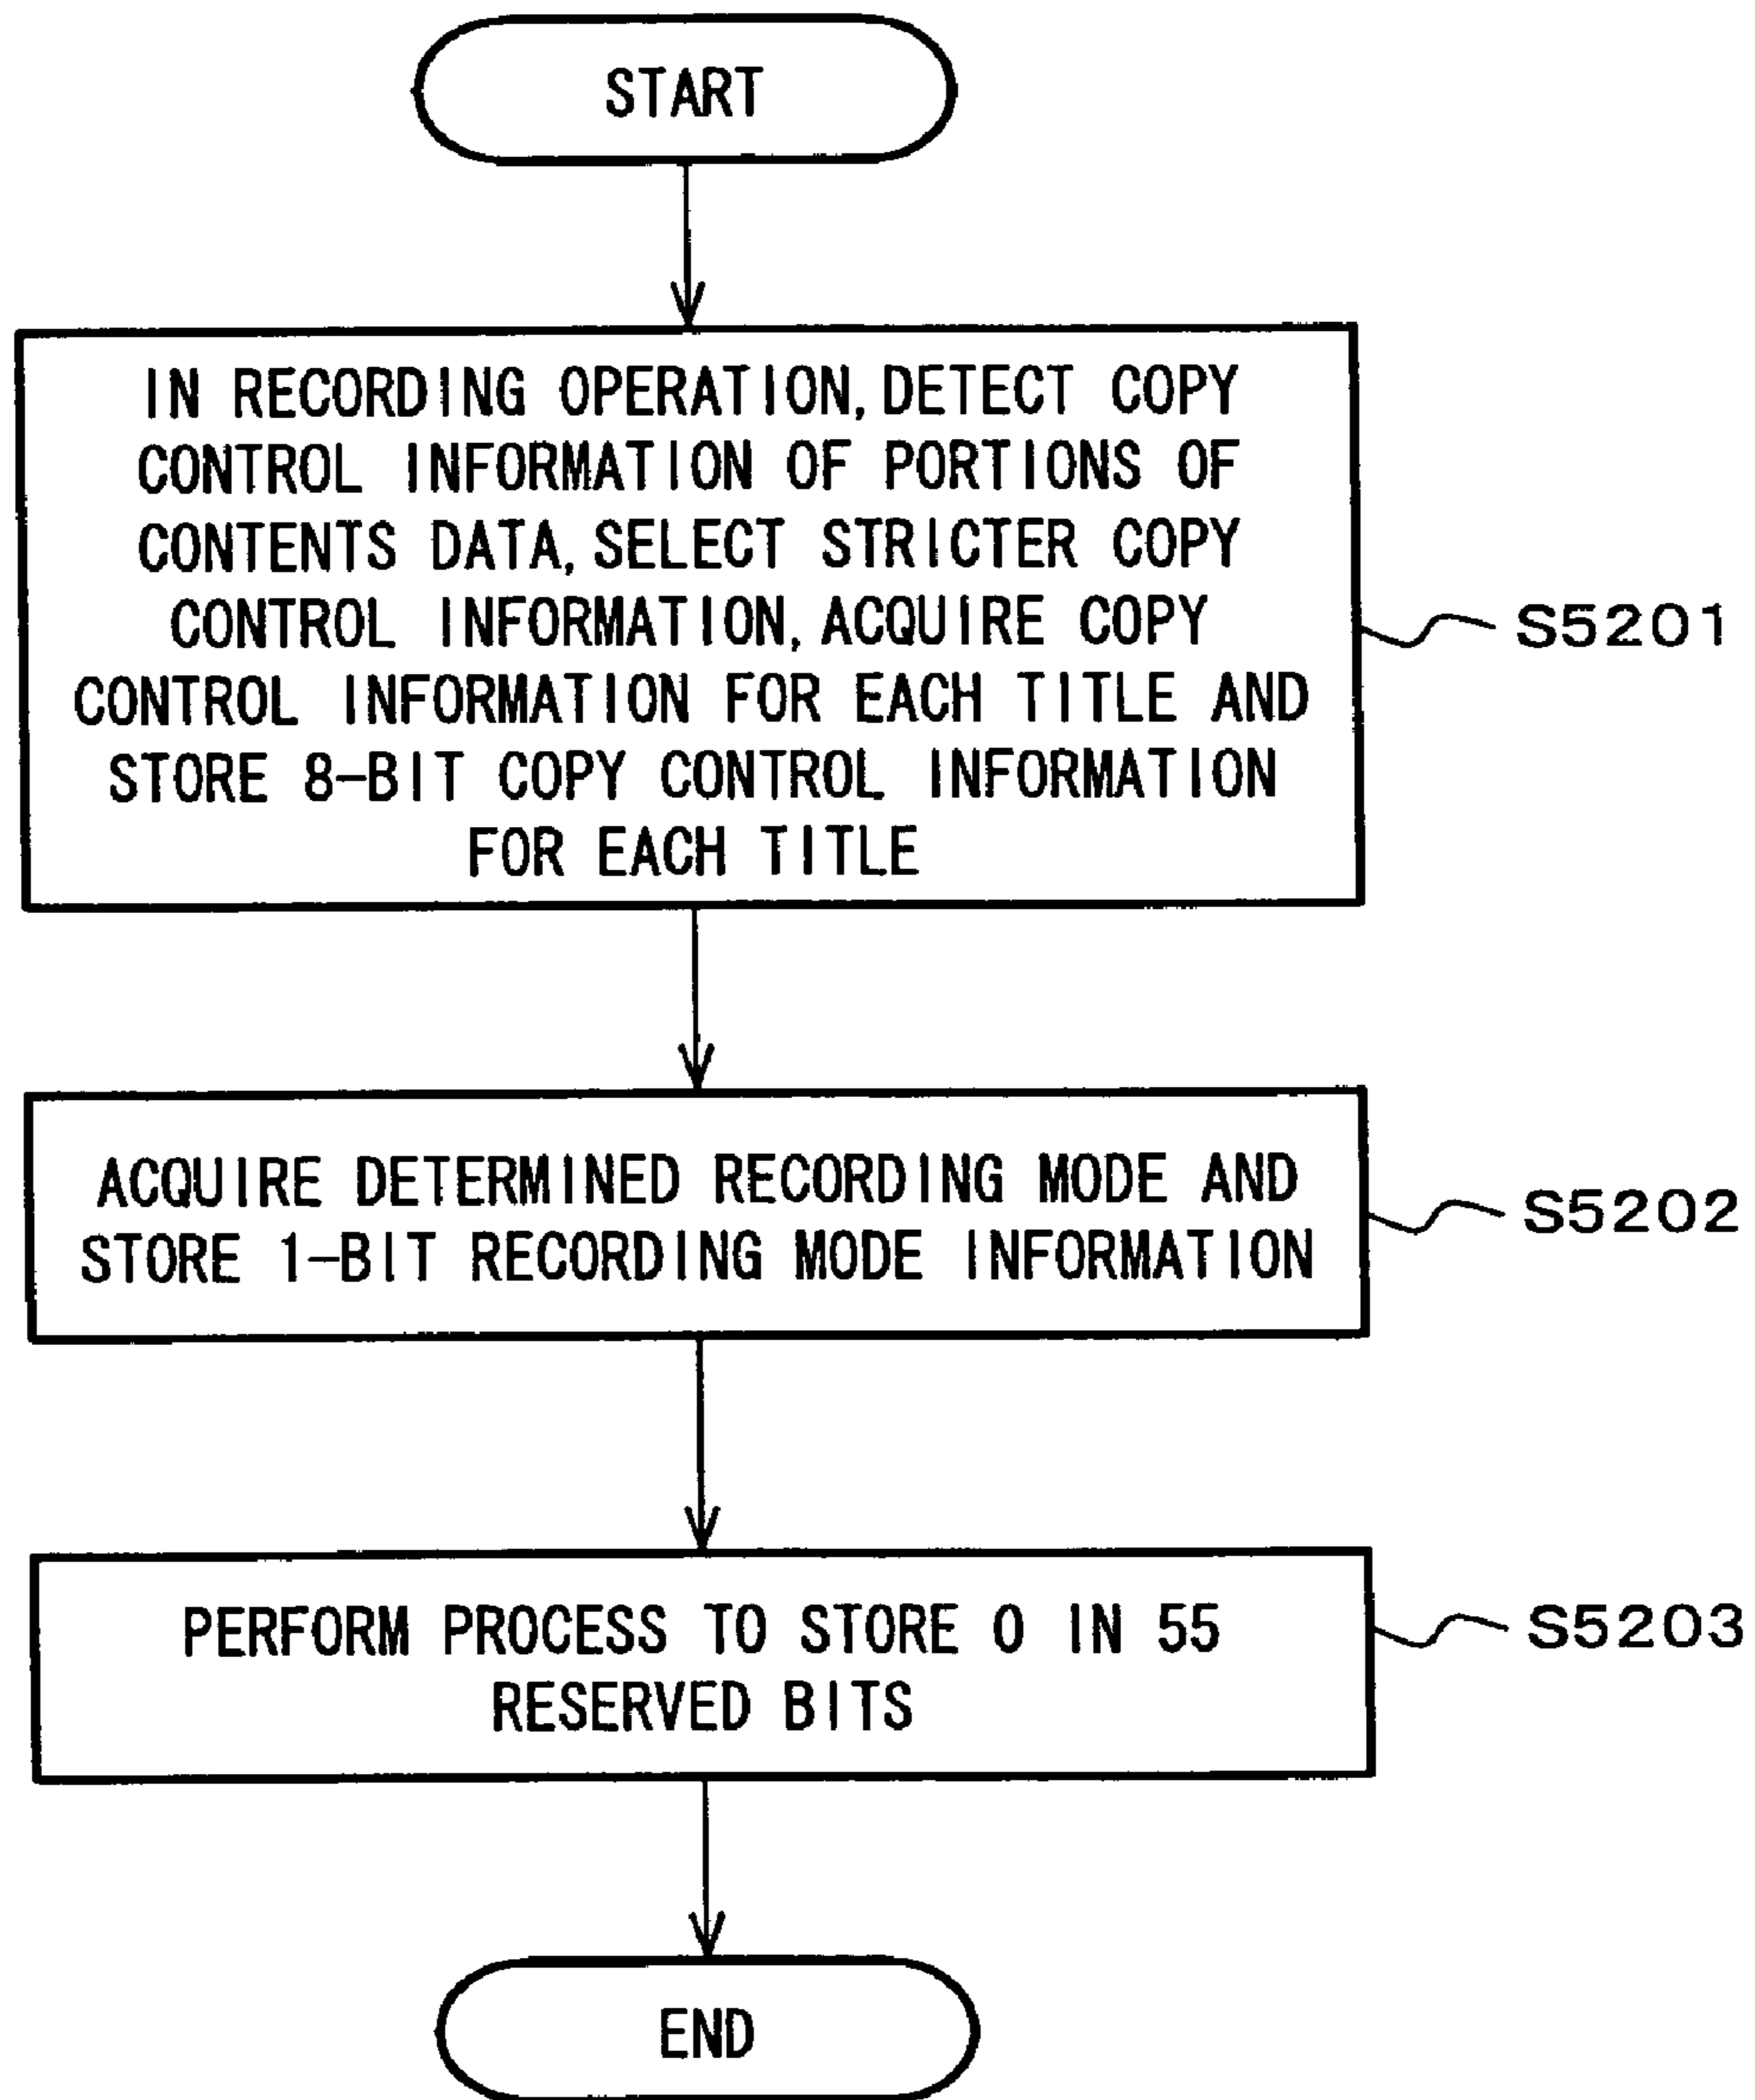 START
IN RECORDING OPERATION, DETECT COPY
CONTROL INFORMATION OF PORTIONS OF
CONTENTS DATA, SELECT STRICTER COPY
CONTROL INFORMATION, ACQUIRE COPY
CONTROL INFORMATION FOR EACH TITLE AND
STORE 8-BIT COPY CONTROL INFORMATION
FOR EACH TITLE
S5201
ACQUIRE DETERMINED RECORDING MODE AND
STORE 1-BIT RECORDING MODE INFORMATION
S5202
PERFORM PROCESS TO STORE 0 IN 55
RESERVED BITS
S5203
END